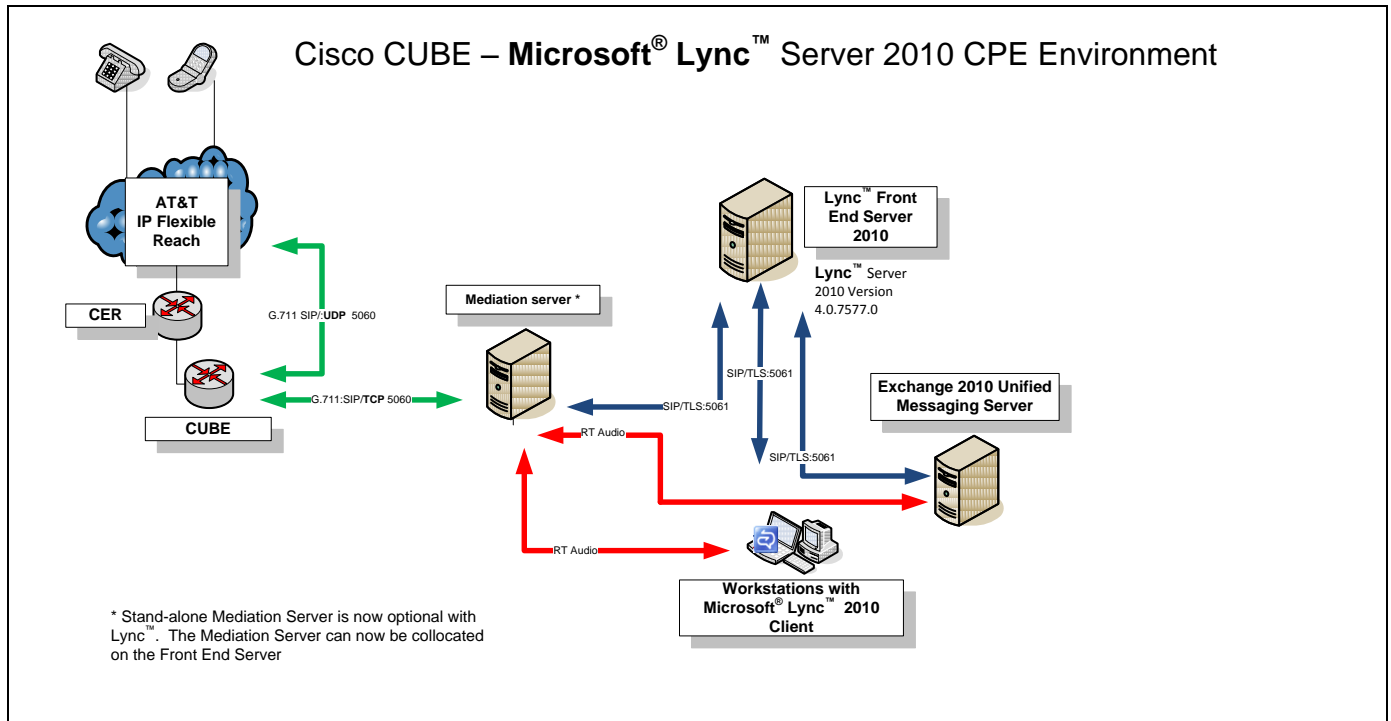 Cisco CUBE – Microsoft® Lync™ Server 2010 CPE Environment
AT&T
IP Flexible
Reach
CER
G.711 SIP/:UDP 5060
CUBE
G.711:SIP/TCP 5060
Mediation server *
Lync™ Front
End Server
2010
Lync™ Server
2010 Version
4.0.7577.0
SIP/TLS:5061
SIP/TLS:5061
SIP/TLS:5061
Exchange 2010 Unified
Messaging Server
RT Audio
RT Audio
Workstations with
Microsoft® Lync™ 2010
Client
* Stand-alone Mediation Server is now optional with
Lync™. The Mediation Server can now be collocated
on the Front End Server